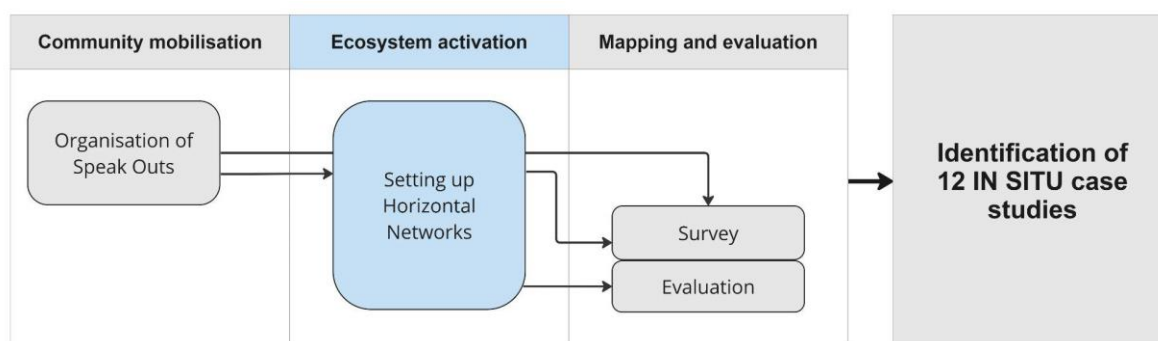 Community mobilisation
Ecosystem activation
Mapping and evaluation
Organisation of
Speak Outs
Setting up
Horizontal
Networks
Survey
Evaluation
Identification of
12 IN SITU case
studies